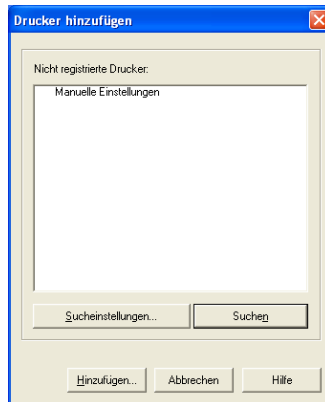 Drucker hinzufügen
Nicht registrierte Drucker:
Manuelle Einstellungen
Sucheinstellungen...
Suchen
Hinzufügen...
Abbrechen
Hilfe